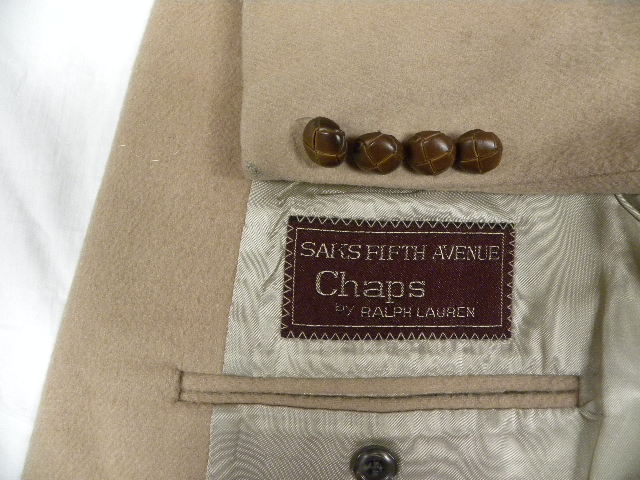 SAKS FIFTH AVENUE
Chaps
by RALPH LAUREN